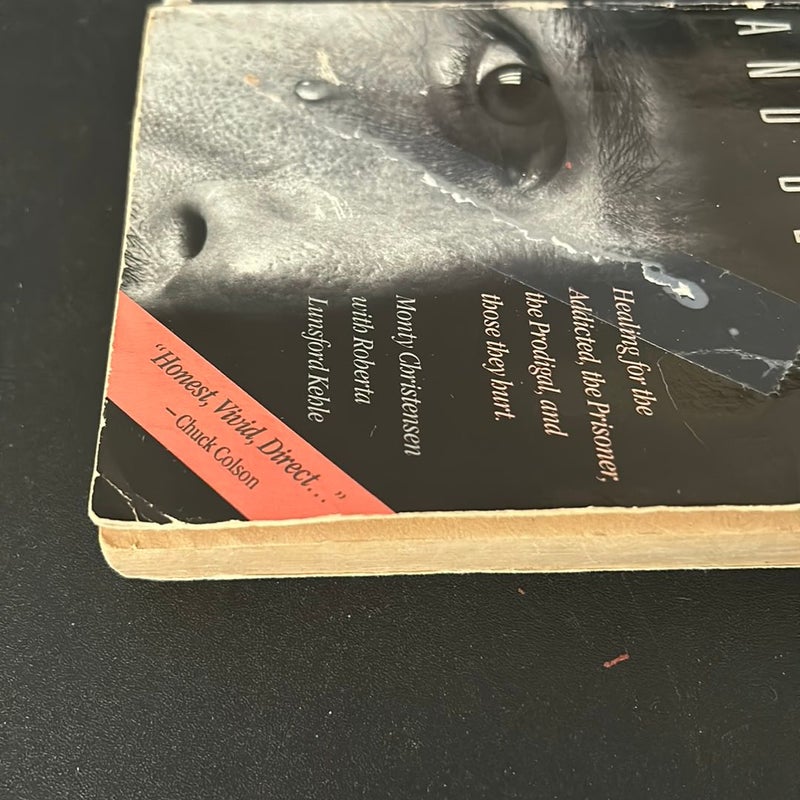 AND
Healing for the
Addicted, the Prisoner,
the Prodigal, and
those they hurt.
Monty Christensen
with Roberta
Lunsford Kehle
"Honest, Vivid, Direct..."
– Chuck Colson